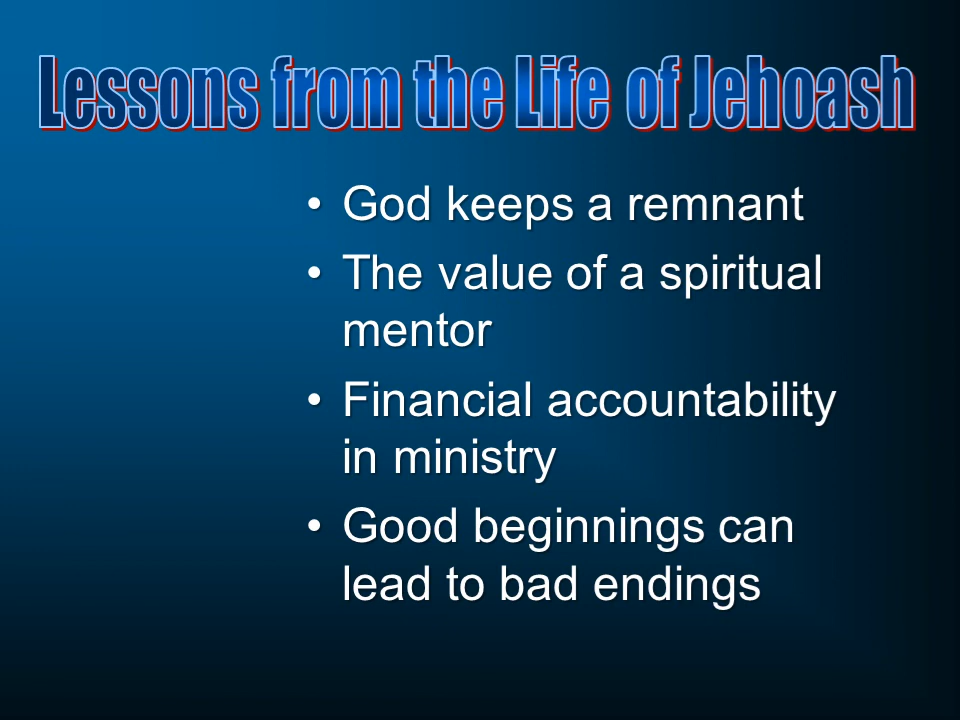 Lessons from the Life of Jehoash
• God keeps a remnant
• The value of a spiritual
mentor
• Financial accountability
in ministry
• Good beginnings can
lead to bad endings